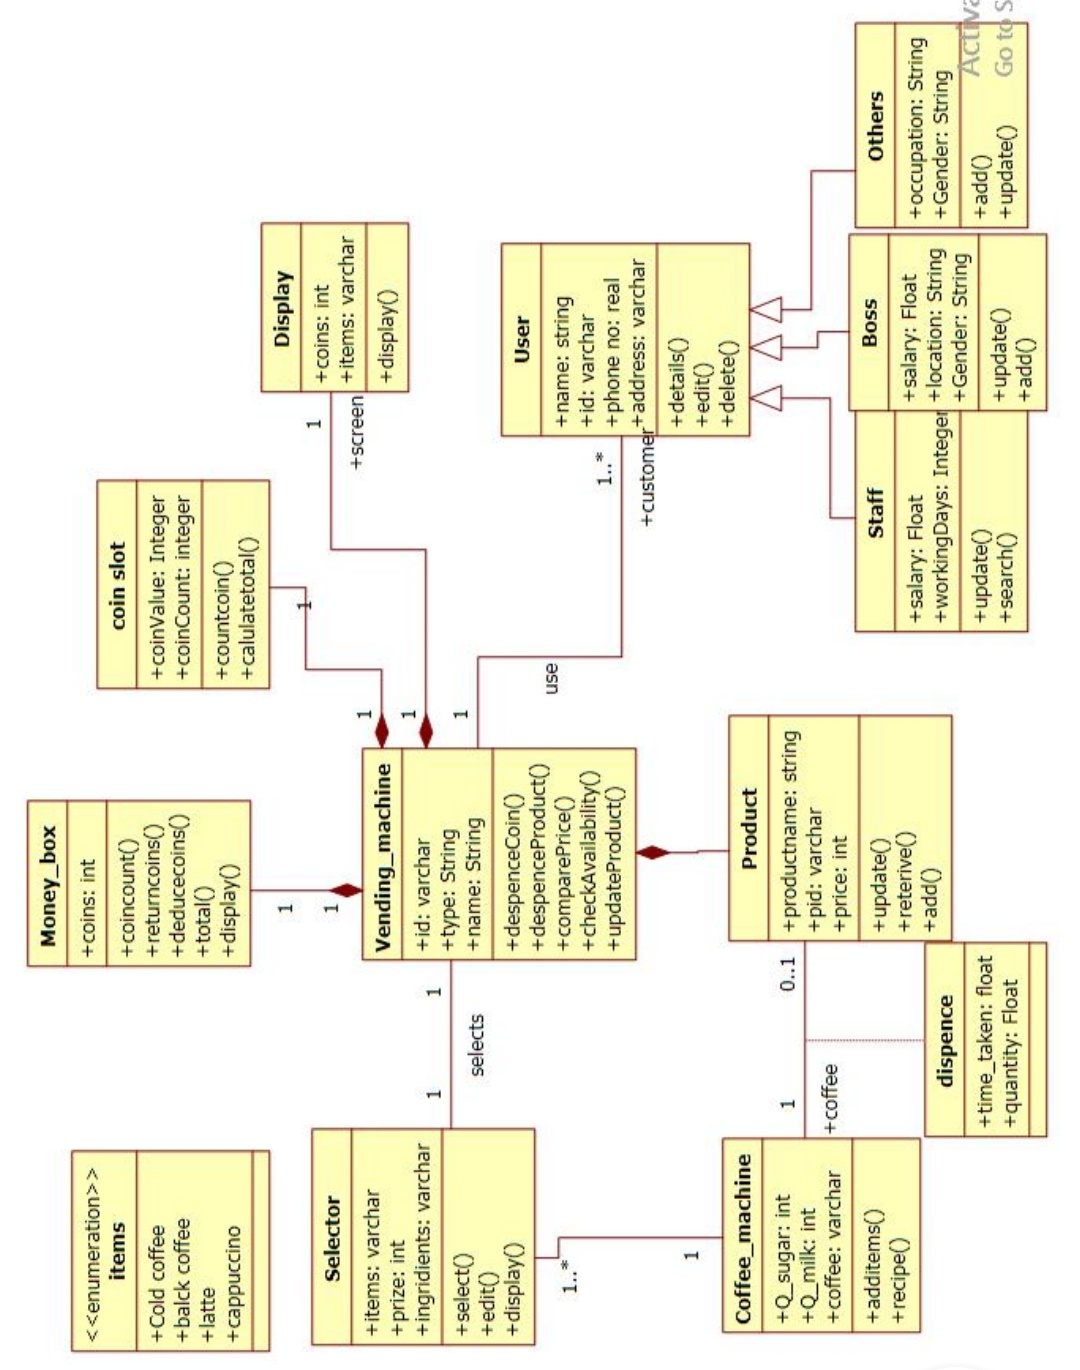 <<enumeration>>
items
+Cold coffee
+balck coffee
+latte
+cappuccino
Money_box
+coins: int
+coincount()
+returncoins()
+deducecoins()
+total()
+display()
1
1
coin slot
+coinValue: Integer
+coinCount: integer
+countcoin()
+calulatetotal()
1
1
Display
+coins: int
+items: varchar
+display()
1
+screen
1
Selector
+items: varchar
+prize: int
+ingridients: varchar
+select()
+edit()
+display()
1
selects
1
Vending_machine
+id: varchar
+type: String
+name: String
+despenceCoin()
+despenceProduct()
+comparePrice()
+checkAvailability()
+updateProduct()
1
use
1..*
+customer
User
+name: string
+id: varchar
+phone no: real
+address: varchar
+details()
+edit()
+delete()
1..*
1
Coffee_machine
+Q_sugar: int
+Q_milk: int
+coffee: varchar
+additems()
+recipe()
1
+coffee
0..1
Product
+productname: string
+pid: varchar
+price: int
+update()
+reterive()
+add()
dispence
+time_taken: float
+quantity: Float
Staff
+salary: Float
+workingDays: Integer
+update()
+search()
Boss
+salary: Float
+location: String
+Gender: String
+update()
+add()
Others
+occupation: String
+Gender: String
+add()
+update()
Activa
Go to S